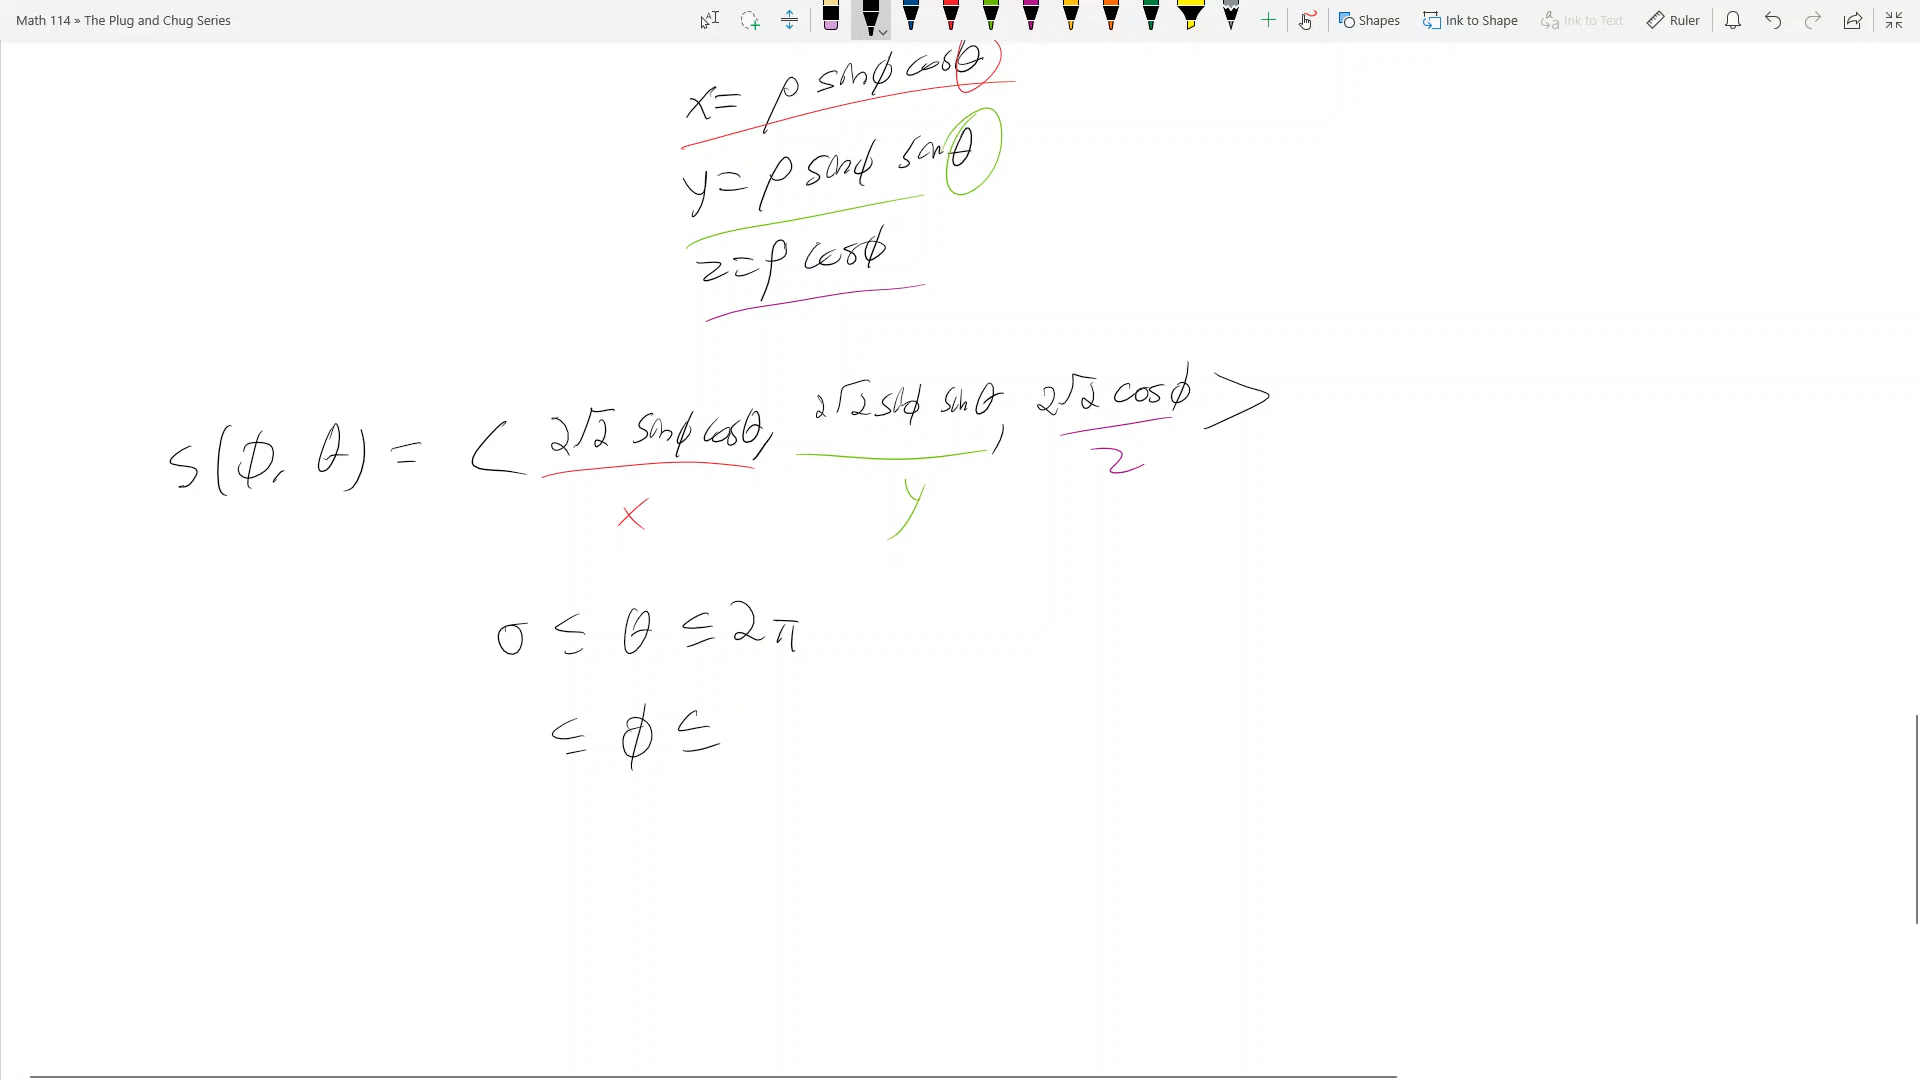 Math 114 » The Plug and Chug Series
Shapes
Ink to Shape
Ink to Text
Ruler
x = ρ sinϕ cosθ
y = ρ sinϕ sinθ
z = ρ cosϕ
s(ϕ, θ) = < 2√2 sinϕ cosθ, 2√2 sinϕ sinθ, 2√2 cosϕ >
x
y
z
0 ≤ θ ≤ 2π
≤ ϕ ≤